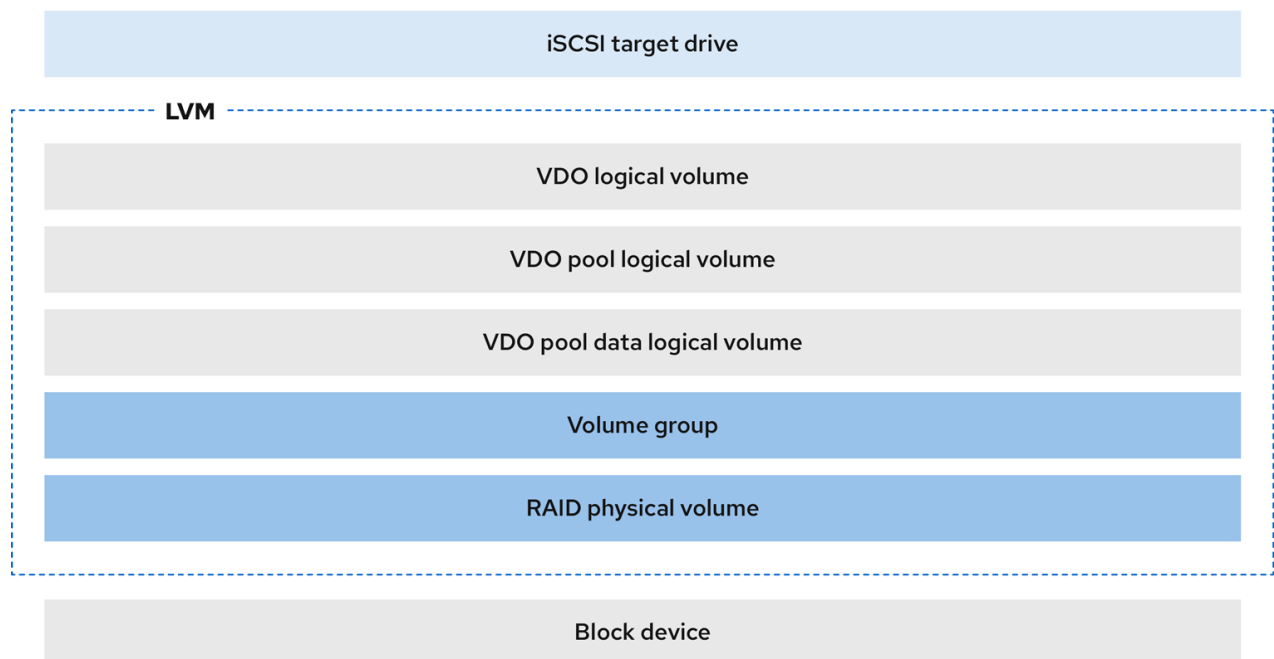 iSCSI target drive
LVM
VDO logical volume
VDO pool logical volume
VDO pool data logical volume
Volume group
RAID physical volume
Block device